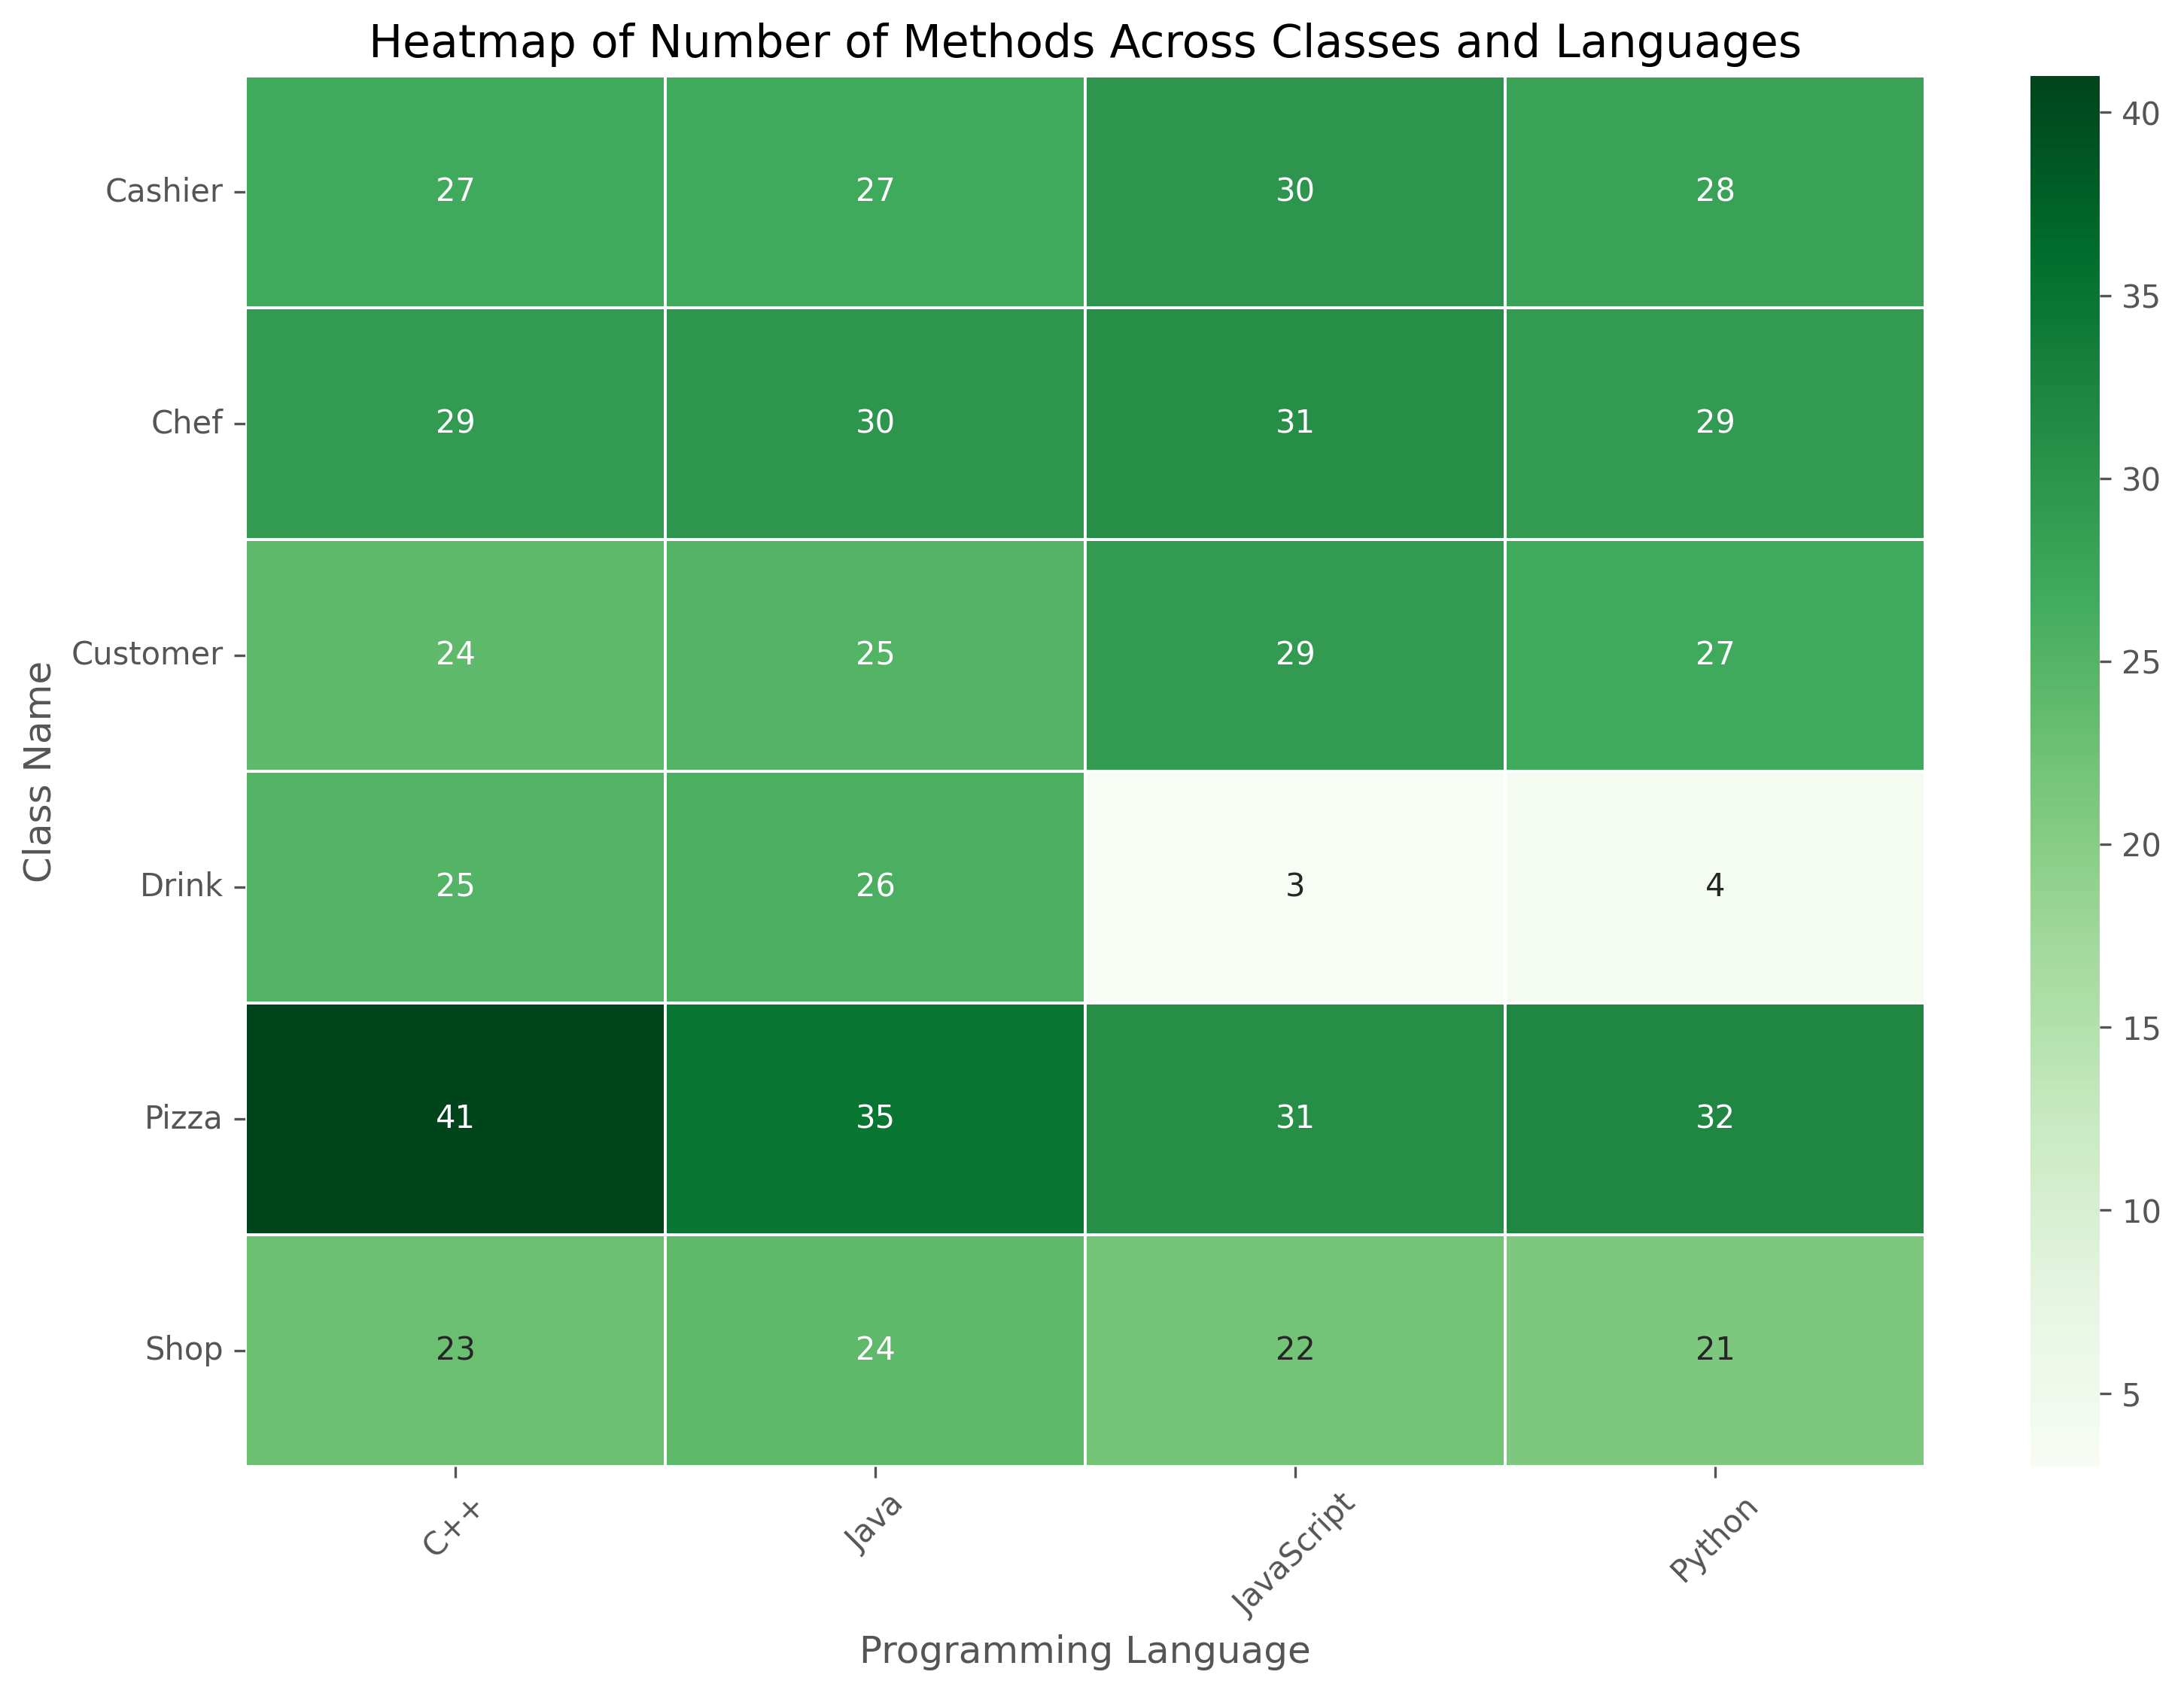 Heatmap of Number of Methods Across Classes and Languages
Class Name
Cashier 27 27 30 28
Chef 29 30 31 29
Customer 24 25 29 27
Drink 25 26 3 4
Pizza 41 35 31 32
Shop 23 24 22 21
C++ Java JavaScript Python
Programming Language
40
35
30
25
20
15
10
5